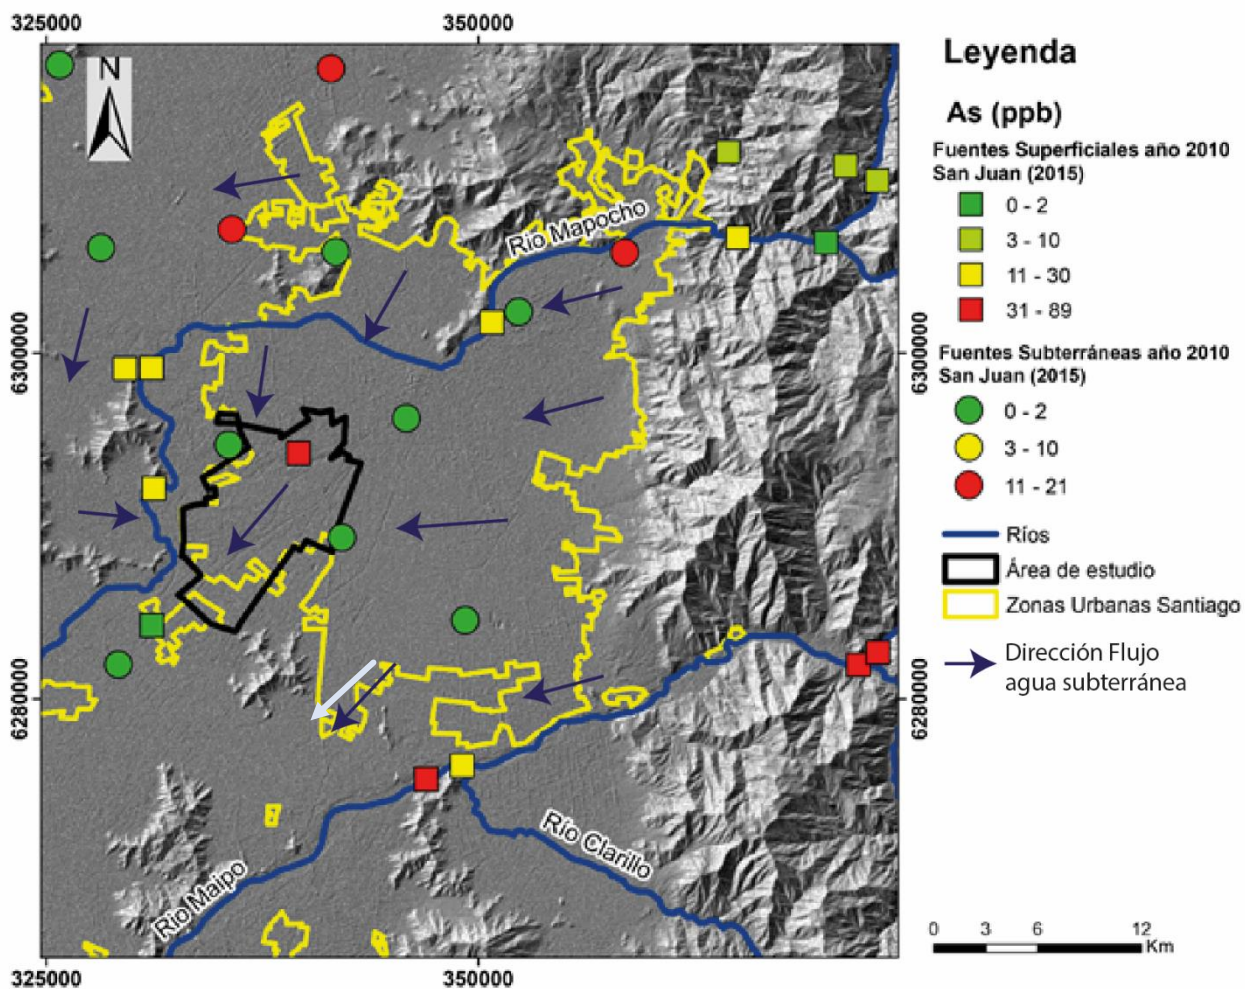 325000
350000
N
Río Mapocho
6300000
6300000
6280000
6280000
Río Clarillo
Río Maipo
325000
350000
Leyenda
As (ppb)
Fuentes Superficiales año 2010
San Juan (2015)
0 - 2
3 - 10
11 - 30
31 - 89
Fuentes Subterráneas año 2010
San Juan (2015)
0 - 2
3 - 10
11 - 21
Ríos
Área de estudio
Zonas Urbanas Santiago
Dirección Flujo
agua subterránea
0 3 6 12
Km